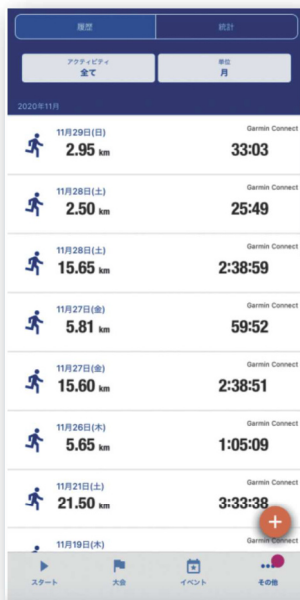 履歴 統計
アクティビティ 単位
全て 月
2020年11月
11月29日(日) Garmin Connect
2.95 km 33:03
11月28日(土) Garmin Connect
2.50 km 25:49
11月28日(土) Garmin Connect
15.65 km 2:38:59
11月27日(金) Garmin Connect
5.81 km 59:52
11月27日(金) Garmin Connect
15.60 km 2:38:51
11月26日(木) Garmin Connect
5.65 km 1:05:09
11月21日(土) Garmin Connect
21.50 km 3:33:38
11月19日(木) Garmin Connect
スタート 大会 イベント その他